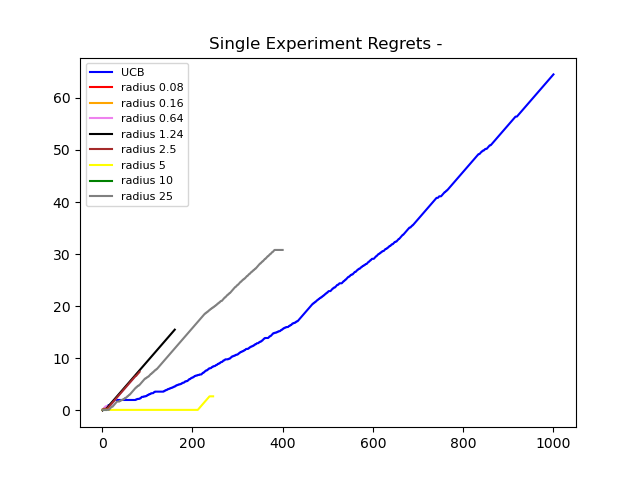 Single Experiment Regrets -
UCB
radius 0.08
radius 0.16
radius 0.64
radius 1.24
radius 2.5
radius 5
radius 10
radius 25
60
50
40
30
20
10
0
0 200 400 600 800 1000